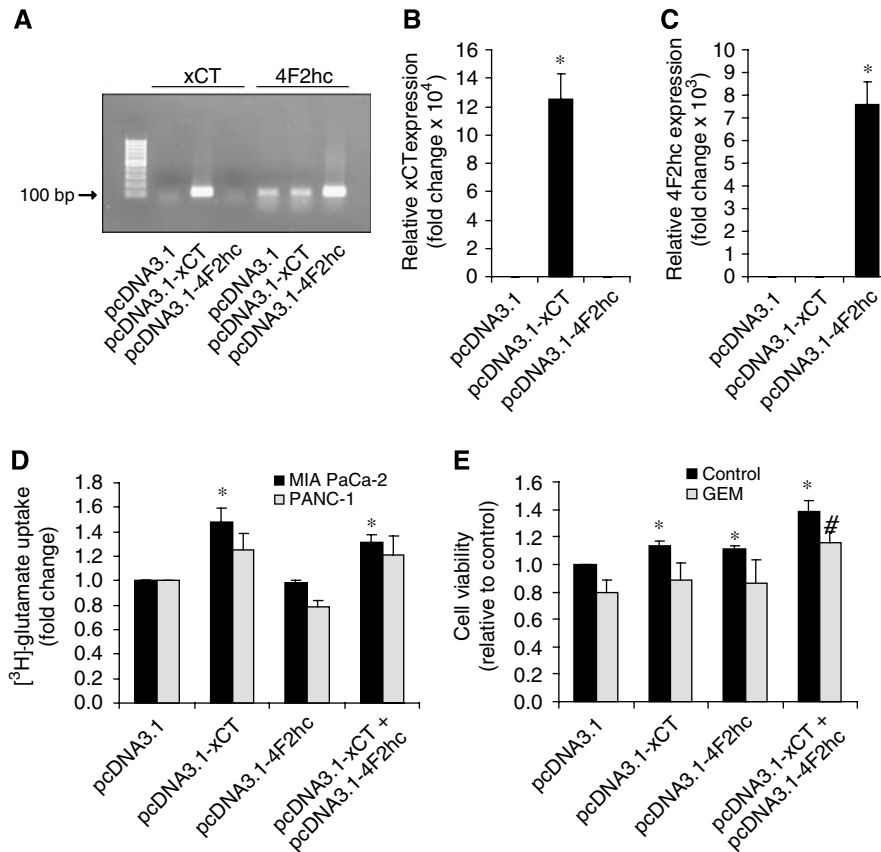 A
xCT 4F2hc
100 bp →
pcDNA3.1
pcDNA3.1-xCT
pcDNA3.1-4F2hc
pcDNA3.1
pcDNA3.1-xCT
pcDNA3.1-4F2hc
B
Relative xCTexpression
(fold change x 10⁴)
16
14
12
10
8
6
4
2
0
*
pcDNA3.1
pcDNA3.1-xCT
pcDNA3.1-4F2hc
C
Relative 4F2hc expression
(fold change x 10³)
10
9
8
7
6
5
4
3
2
1
0
*
pcDNA3.1
pcDNA3.1-xCT
pcDNA3.1-4F2hc
D
[³H]-glutamate uptake
(fold change)
1.8
1.6
1.4
1.2
1.0
0.8
0.6
0.4
0.2
0.0
MIA PaCa-2
PANC-1
*
*
pcDNA3.1
pcDNA3.1-xCT
pcDNA3.1-4F2hc
pcDNA3.1-xCT +
pcDNA3.1-4F2hc
E
Cell viability
(relative to control)
1.6
1.4
1.2
1.0
0.8
0.6
0.4
0.2
0.0
Control
GEM
*
*
*
#
pcDNA3.1
pcDNA3.1-xCT
pcDNA3.1-4F2hc
pcDNA3.1-xCT +
pcDNA3.1-4F2hc